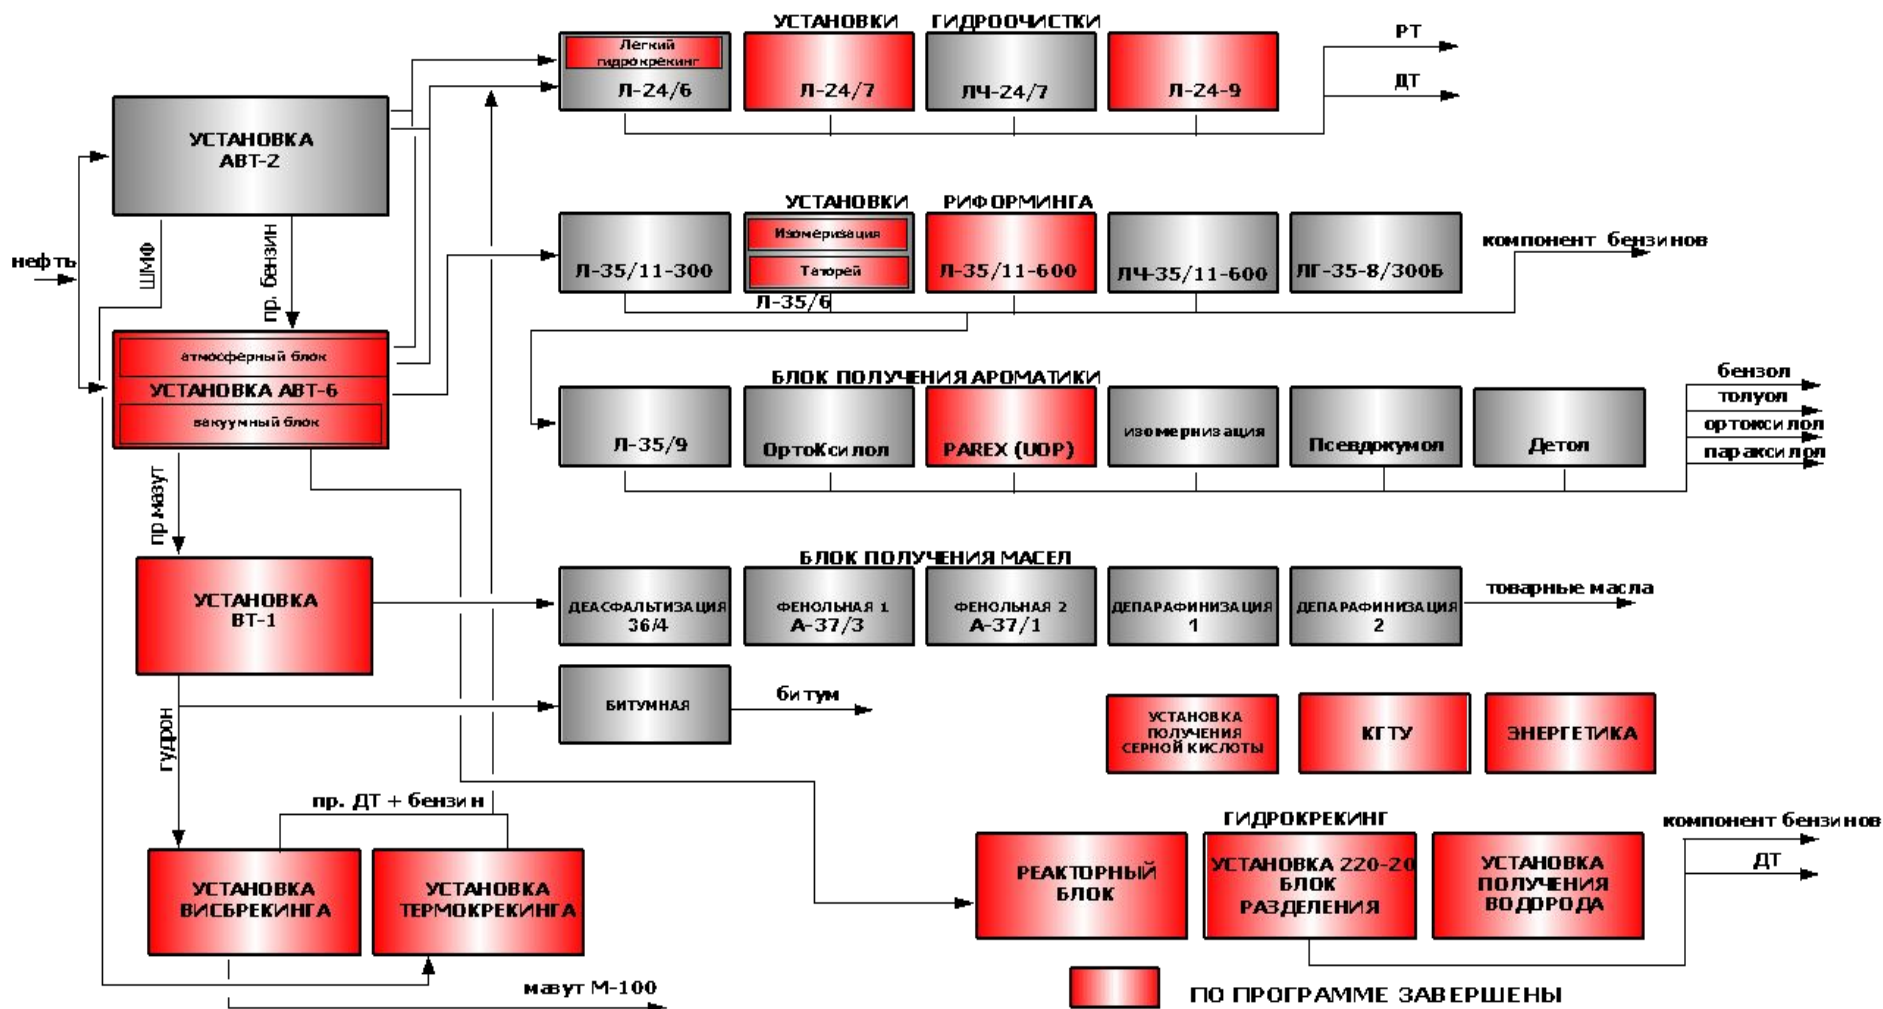 УСТАНОВКИ ГИДРООЧИСТКИ
Легкий
гидрокрекинг
Л-24/6
Л-24/7
ЛЧ-24/7
Л-24-9
РТ
ДТ
УСТАНОВКА
АВТ-2
нефть
ШМФ
пр. бензин
УСТАНОВКИ РИФОРМИНГА
Л-35/11-300
Изомеризация
Таторей
Л-35/6
Л-35/11-600
ЛЧ-35/11-600
ЛГ-35-8/300Б
компонент бензинов
атмосферный блок
УСТАНОВКА АВТ-6
вакуумный блок
БЛОК ПОЛУЧЕНИЯ АРОМАТИКИ
Л-35/9
ОртоКсилол
PAREX (UOP)
изомернизация
Псевдокумол
Детол
бензол
толуол
ортоксилол
параксилол
пр мазут
БЛОК ПОЛУЧЕНИЯ МАСЕЛ
УСТАНОВКА
ВТ-1
ДЕАСФАЛЬТИЗАЦИЯ
36/4
ФЕНОЛЬНАЯ 1
А-37/3
ФЕНОЛЬНАЯ 2
А-37/1
ДЕПАРАФИНИЗАЦИЯ
1
ДЕПАРАФИНИЗАЦИЯ
2
товарные масла
гудрон
БИТУМНАЯ
битум
УСТАНОВКА
ПОЛУЧЕНИЯ
СЕРНОЙ КИСЛОТЫ
КГТУ
ЭНЕРГЕТИКА
пр. ДТ + бензин
УСТАНОВКА
ВИСБРЕКИНГА
УСТАНОВКА
ТЕРМОКРЕКИНГА
ГИДРОКРЕКИНГ
РЕАКТОРНЫЙ
БЛОК
УСТАНОВКА 220-20
БЛОК
РАЗДЕЛЕНИЯ
УСТАНОВКА
ПОЛУЧЕНИЯ
ВОДОРОДА
компонент бензинов
ДТ
мазут М-100
ПО ПРОГРАММЕ ЗАВЕРШЕНЫ